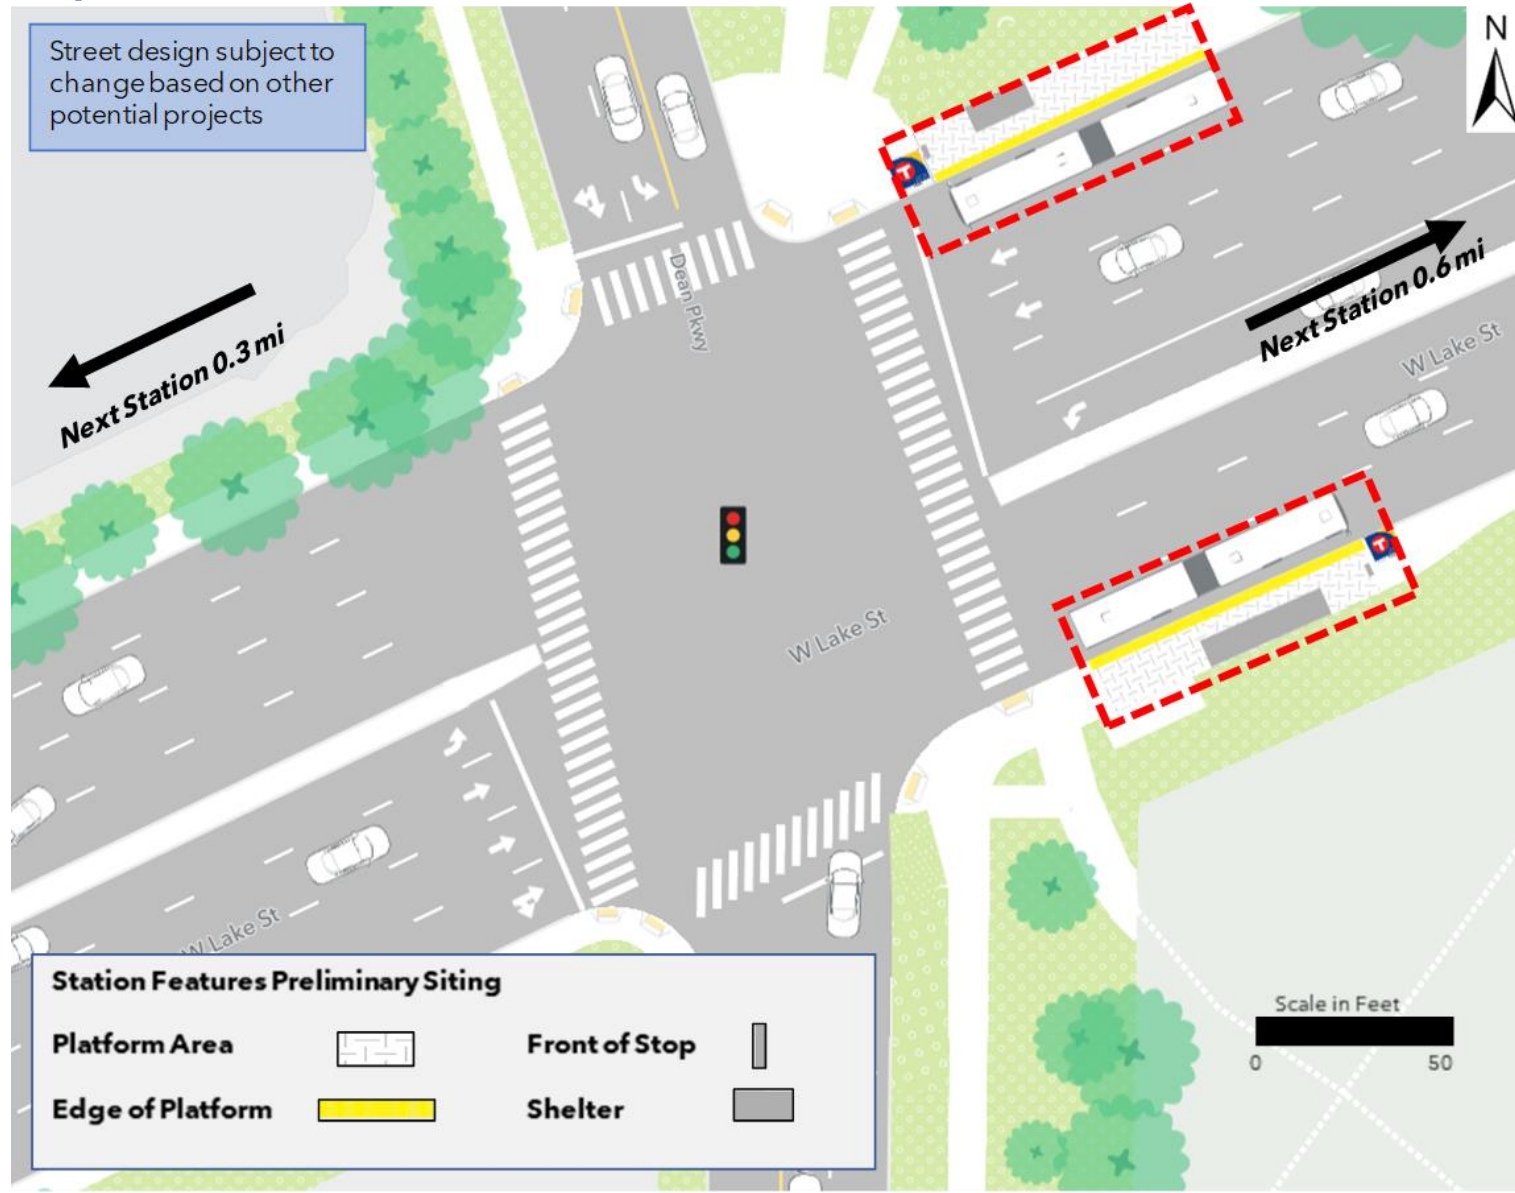 Street design subject to
change based on other
potential projects
N
Dean Pkwy
T
Next Station 0.3 mi
Next Station 0.6 mi
W Lake St
T
W Lake St
W Lake St
Station Features Preliminary Siting
Platform Area
Front of Stop
Edge of Platform
Shelter
Scale in Feet
0 50